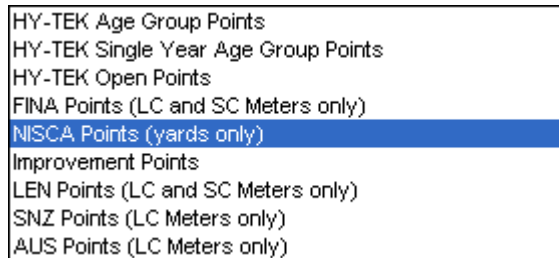 HY-TEK Age Group Points
HY-TEK Single Year Age Group Points
HY-TEK Open Points
FINA Points (LC and SC Meters only)
NISCA Points (yards only)
Improvement Points
LEN Points (LC and SC Meters only)
SNZ Points (LC Meters only)
AUS Points (LC Meters only)